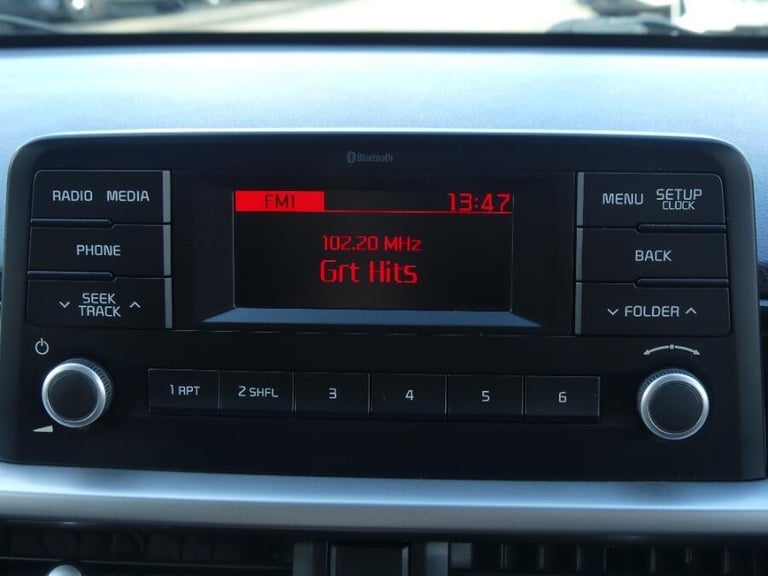 Bluetooth
RADIO MEDIA
PHONE
SEEK
TRACK
FM1 13:47
102.20 MHz
Grt Hits
MENU SETUP
CLOCK
BACK
FOLDER
1 RPT 2 SHFL 3 4 5 6